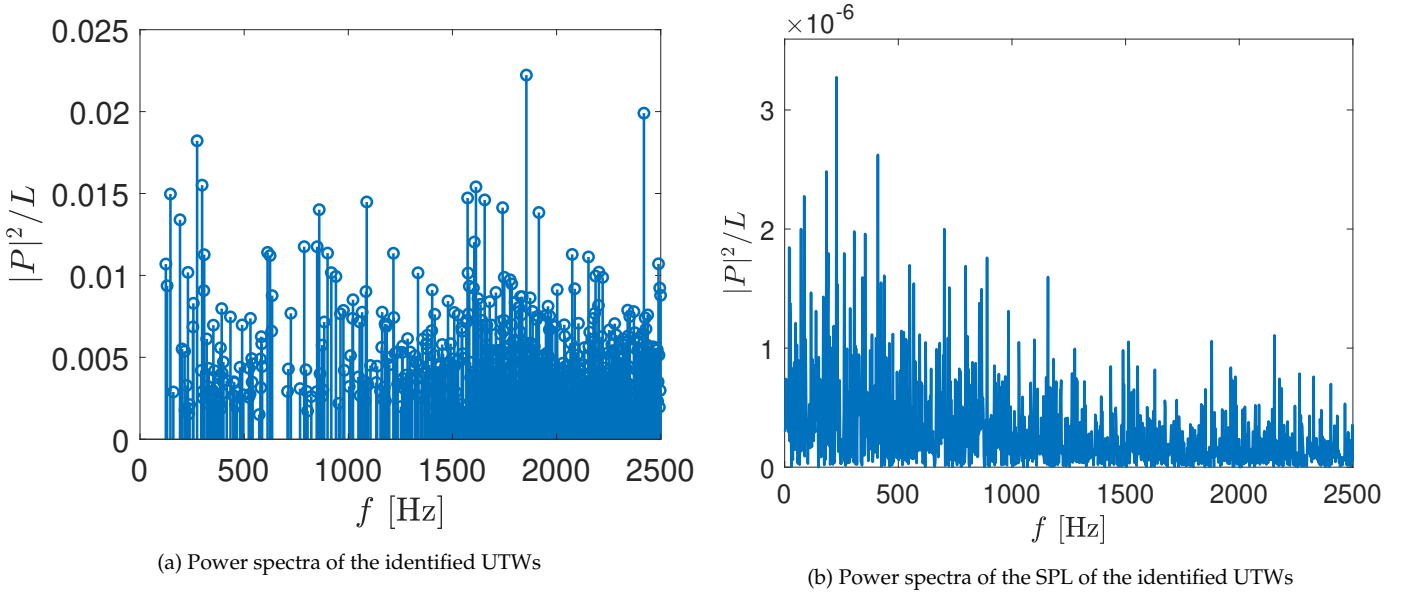 0.025
0.02
0.015
0.01
0.005
0
|P|²/L
0 500 1000 1500 2000 2500
f [Hz]
(a) Power spectra of the identified UTWs
×10⁻⁶
3
2
1
0
|P|²/L
0 500 1000 1500 2000 2500
f [Hz]
(b) Power spectra of the SPL of the identified UTWs